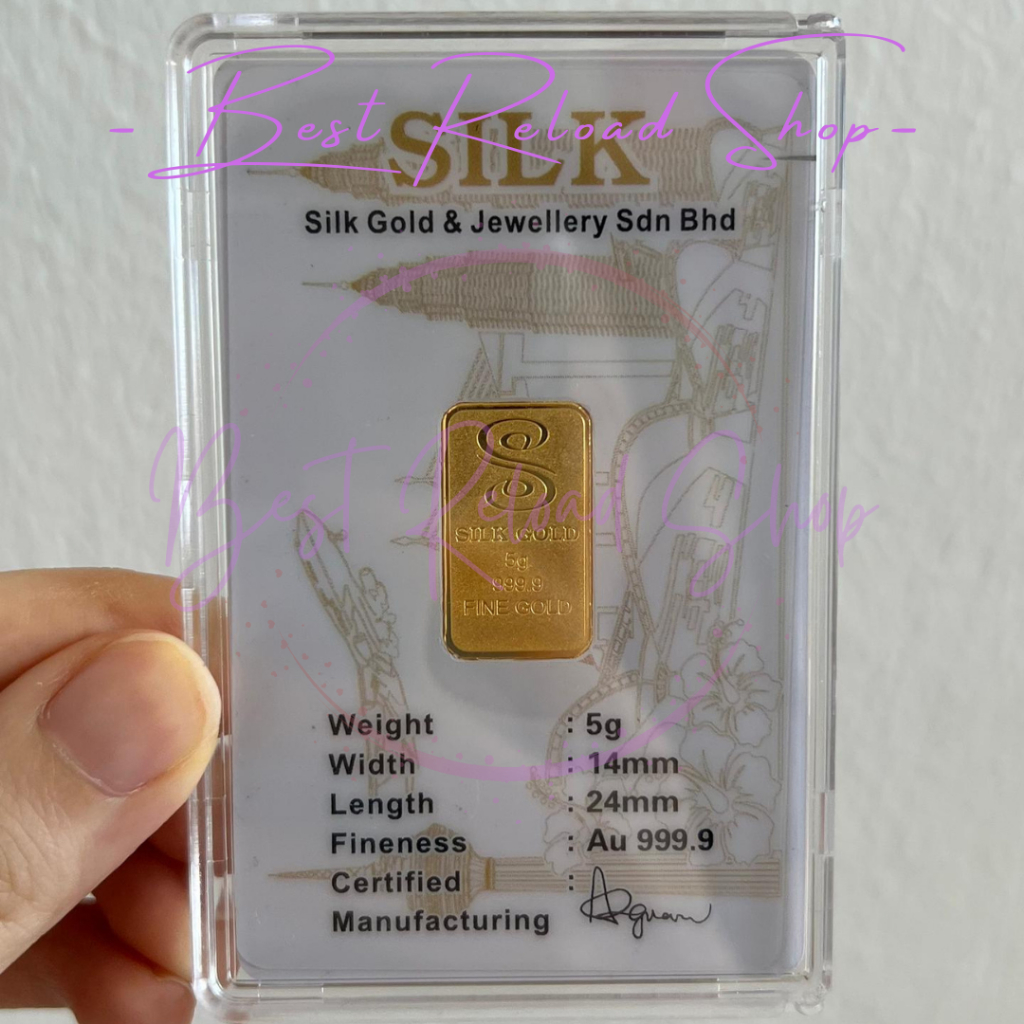 - Best Reload Shop -
SILK
Silk Gold & Jewellery Sdn Bhd
Best Reload Shop
SILK GOLD
5g
999.9
FINE GOLD
Weight : 5g
Width : 14mm
Length : 24mm
Fineness : Au 999.9
Certified :
Manufacturing